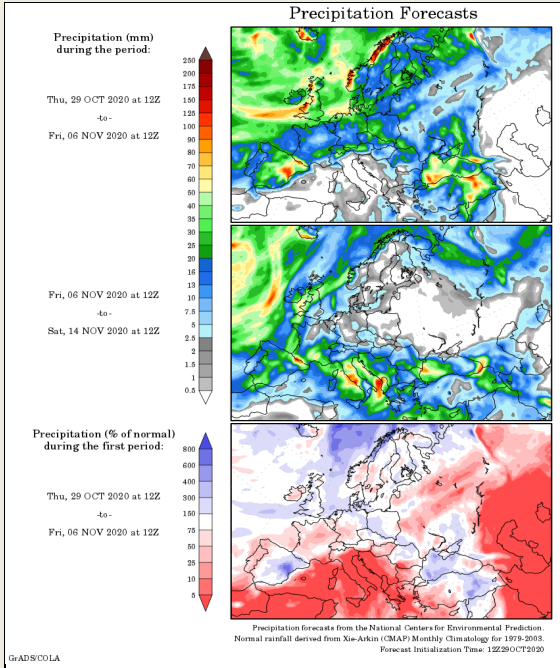 Precipitation Forecasts
Precipitation (mm)
during the period:
Thu, 29 OCT 2020 at 12Z
-to-
Fri, 06 NOV 2020 at 12Z
250
200
175
150
125
100
90
80
70
60
50
40
35
30
25
20
16
13
10
7.5
5
2.5
2
1.5
1
0.5
Fri, 06 NOV 2020 at 12Z
-to-
Sat, 14 NOV 2020 at 12Z
Precipitation (% of normal)
during the first period:
Thu, 29 OCT 2020 at 12Z
-to-
Fri, 06 NOV 2020 at 12Z
800
600
400
300
150
75
50
25
10
5
Precipitation forecasts from the National Centers for Environmental Prediction.
Normal rainfall derived from Xie-Arkin (CMAP) Monthly Climatology for 1979-2003.
Forecast Initialization Time: 12Z29OCT2020
GrADS/COLA